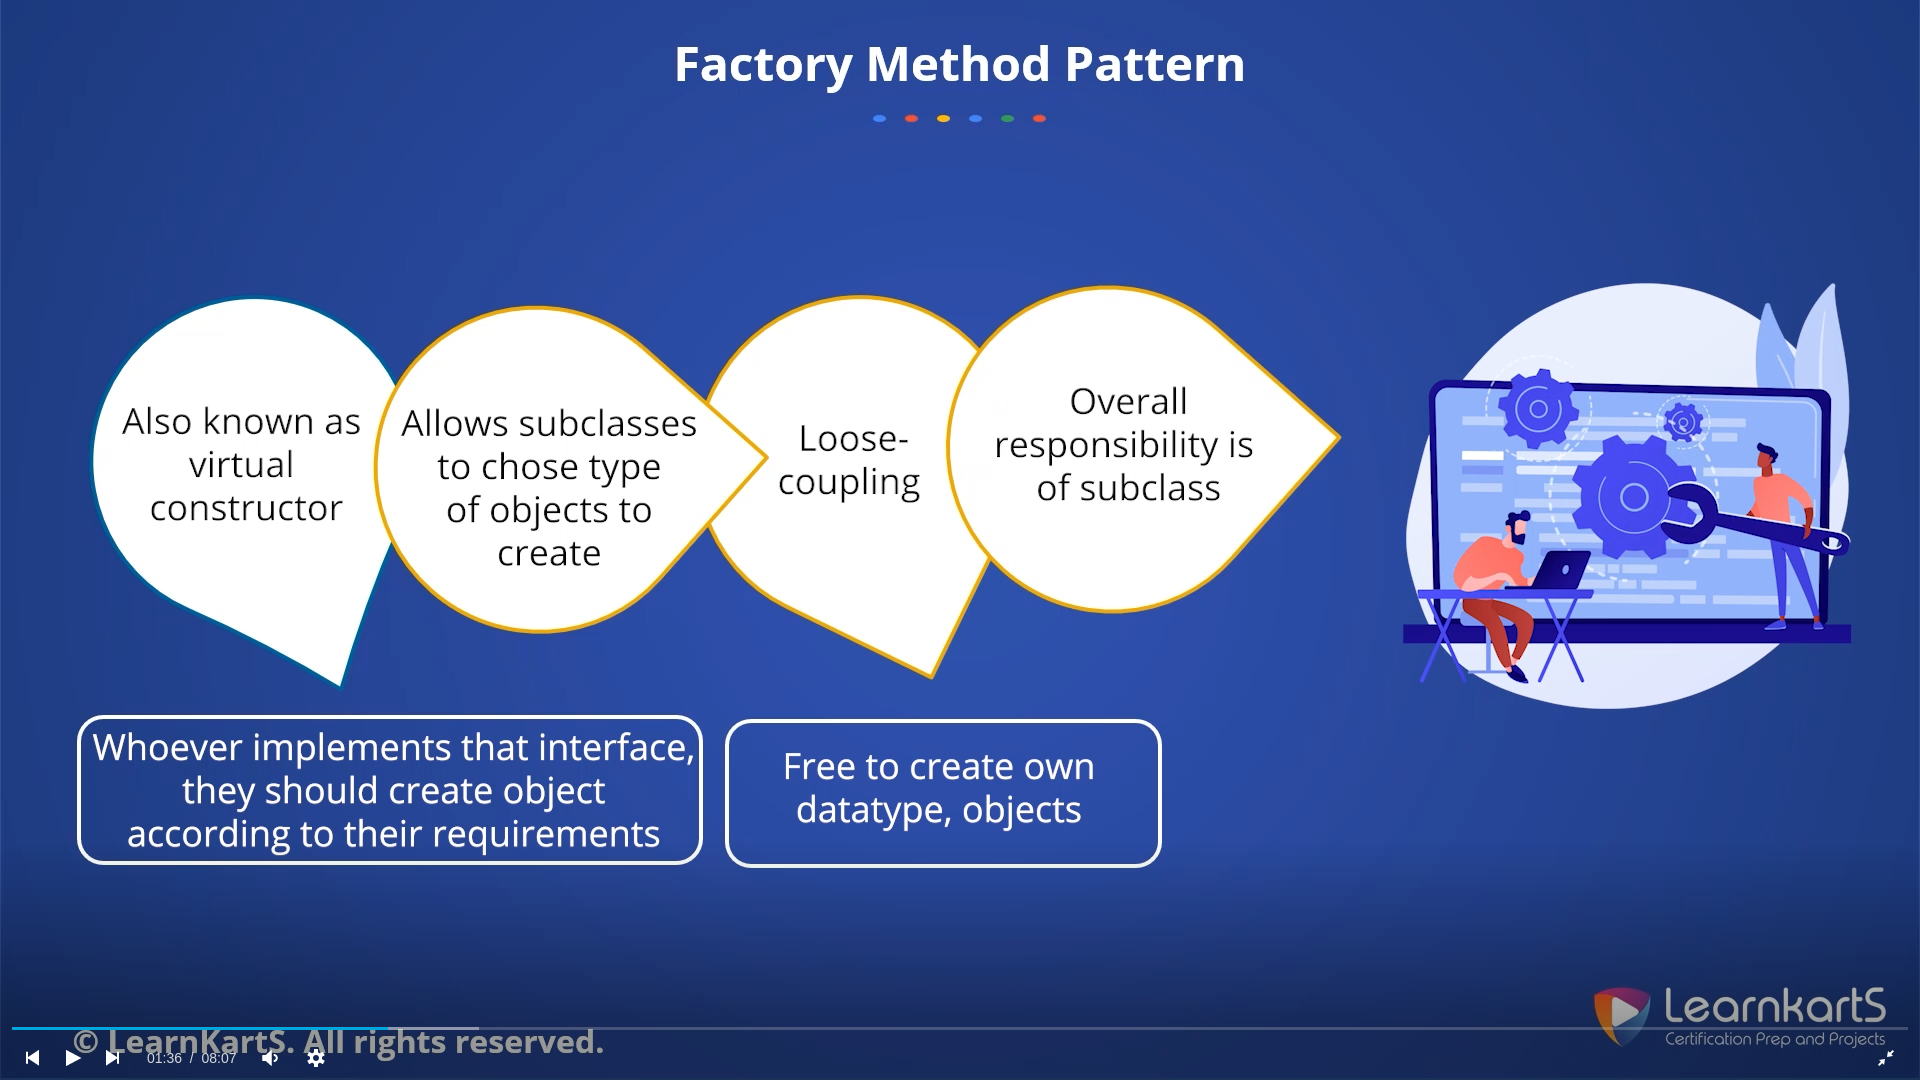 Factory Method Pattern
Also known as
virtual
constructor
Allows subclasses
to chose type
of objects to
create
Loose-
coupling
Overall
responsibility is
of subclass
Whoever implements that interface,
they should create object
according to their requirements
Free to create own
datatype, objects
LearnkartS
Certification Prep and Projects
© LearnKartS. All rights reserved.
01:36 / 08:07